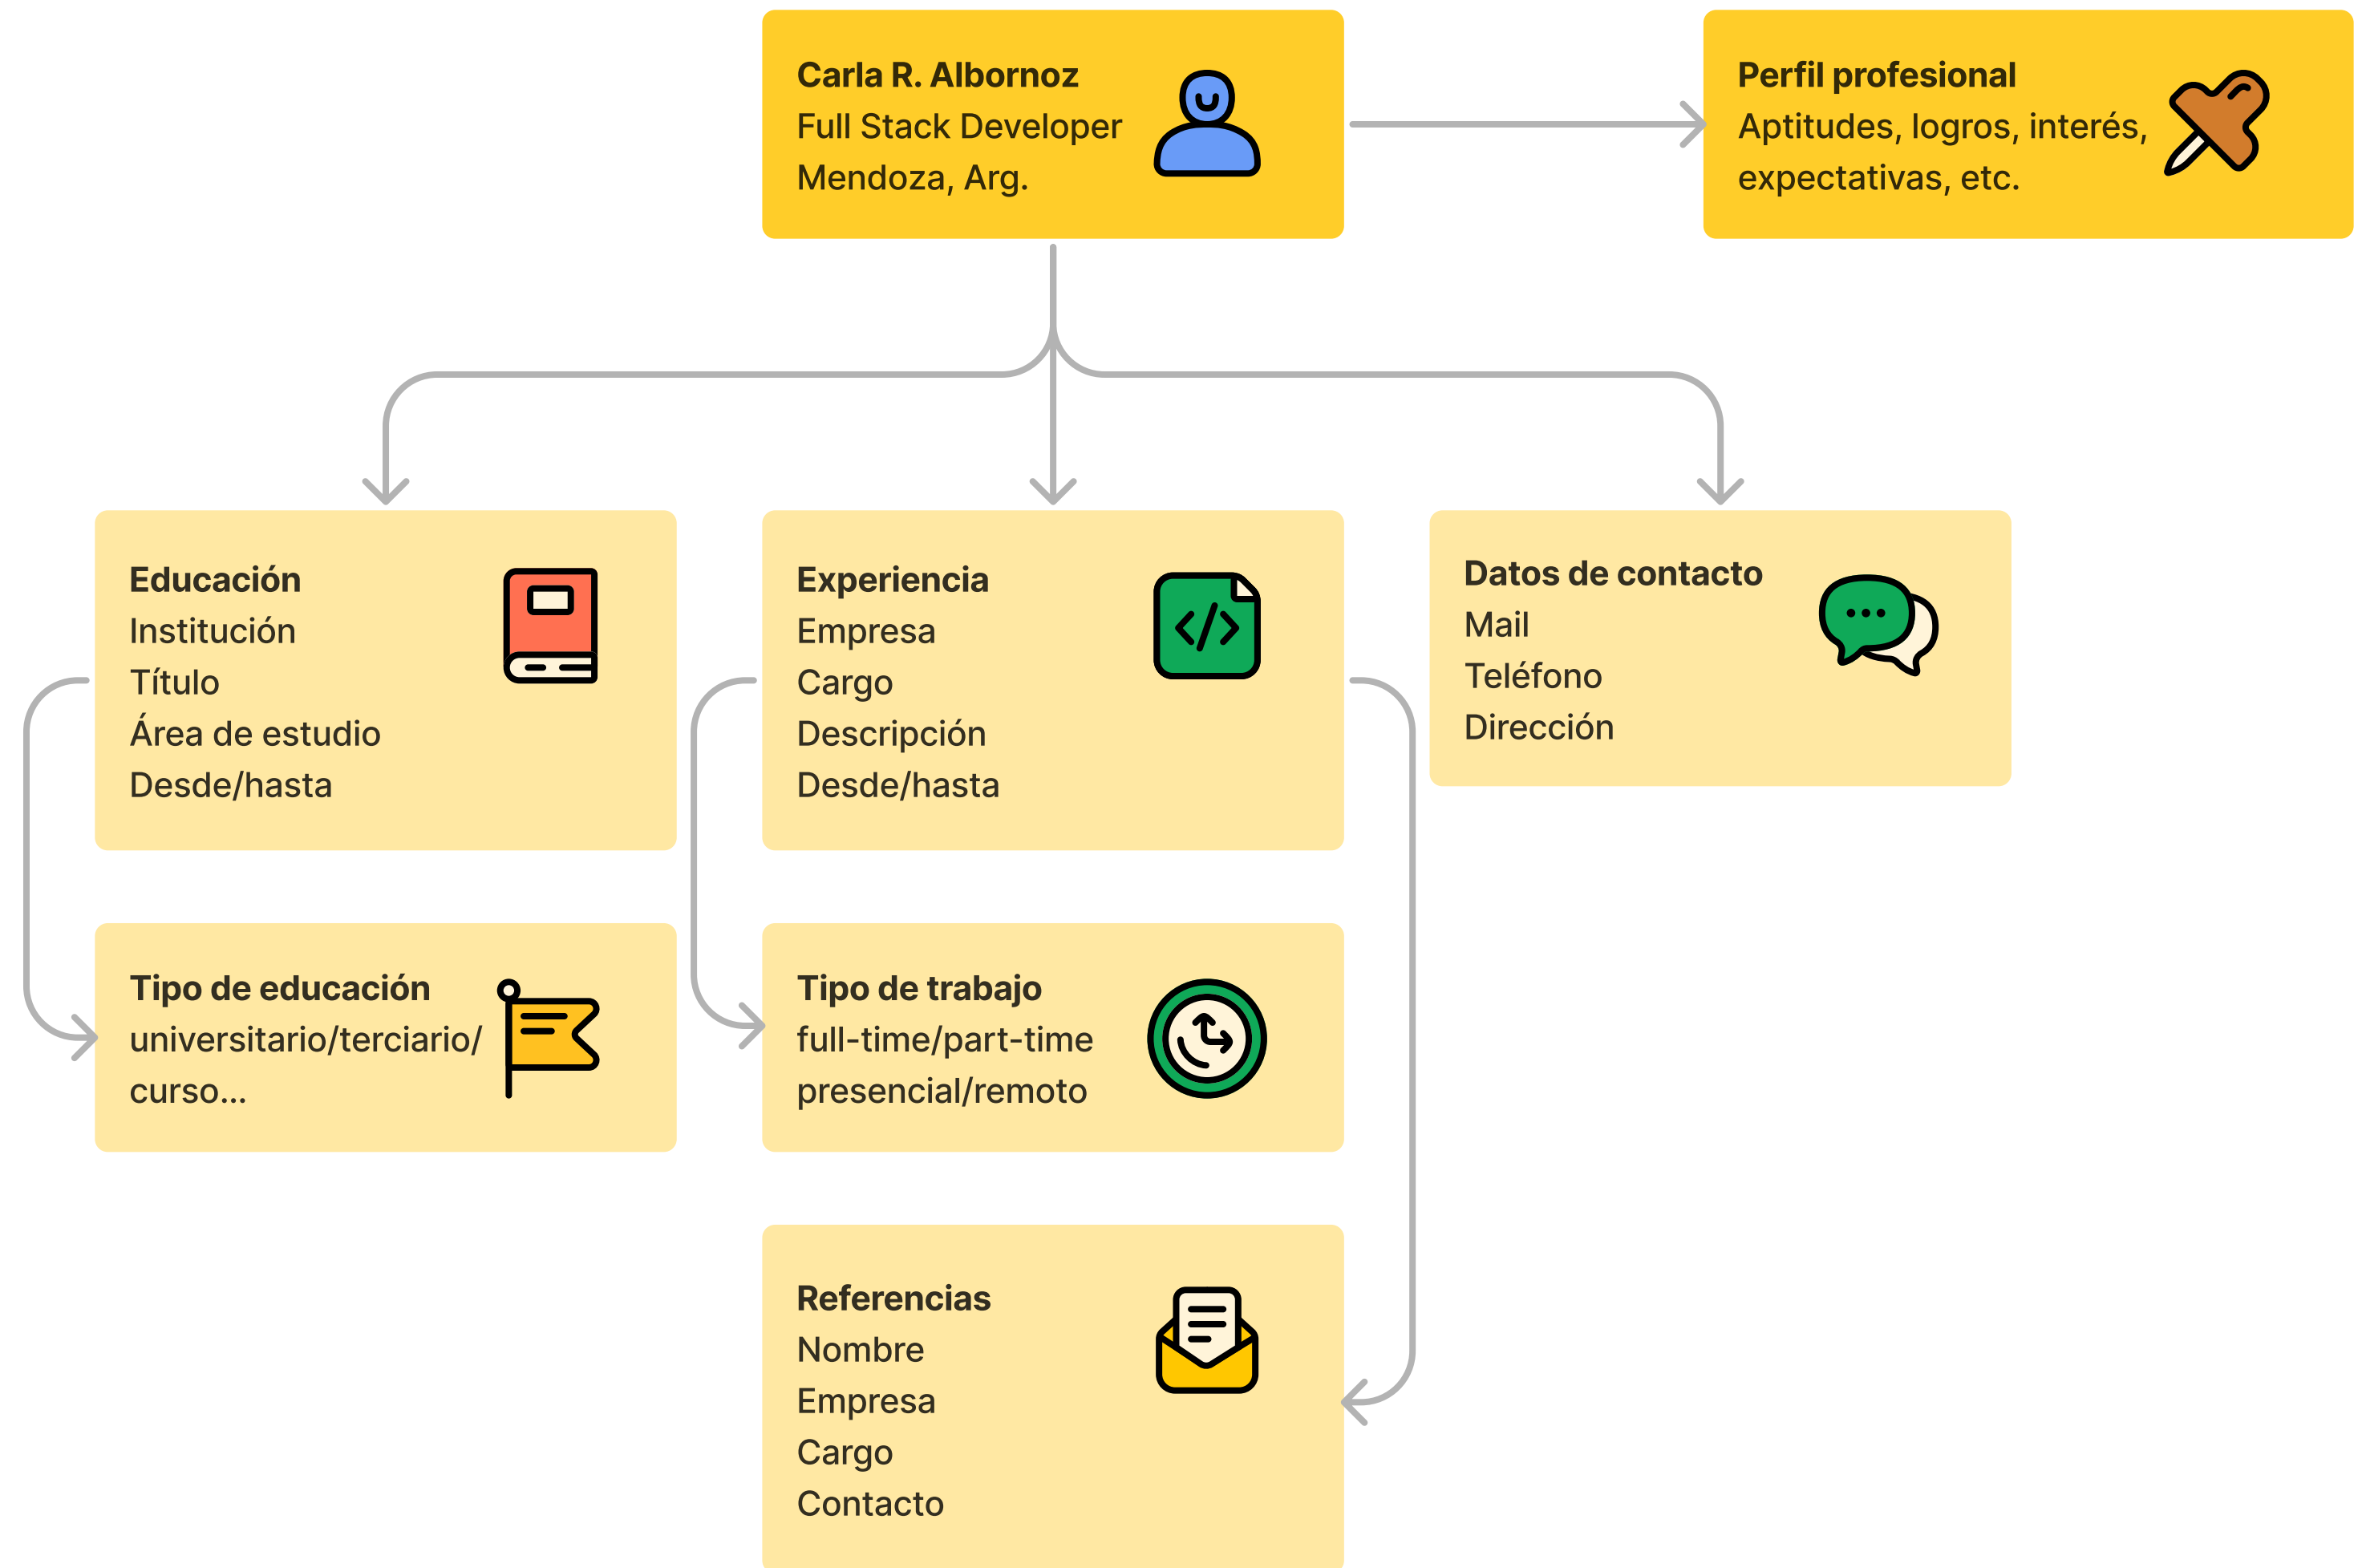 Carla R. Albornoz
Full Stack Developer
Mendoza, Arg.
Perfil profesional
Aptitudes, logros, interés,
expectativas, etc.
Educación
Institución
Título
Área de estudio
Desde/hasta
Experiencia
Empresa
Cargo
Descripción
Desde/hasta
Datos de contacto
Mail
Teléfono
Dirección
Tipo de educación
universitario/terciario/
curso...
Tipo de trabajo
full-time/part-time
presencial/remoto
Referencias
Nombre
Empresa
Cargo
Contacto